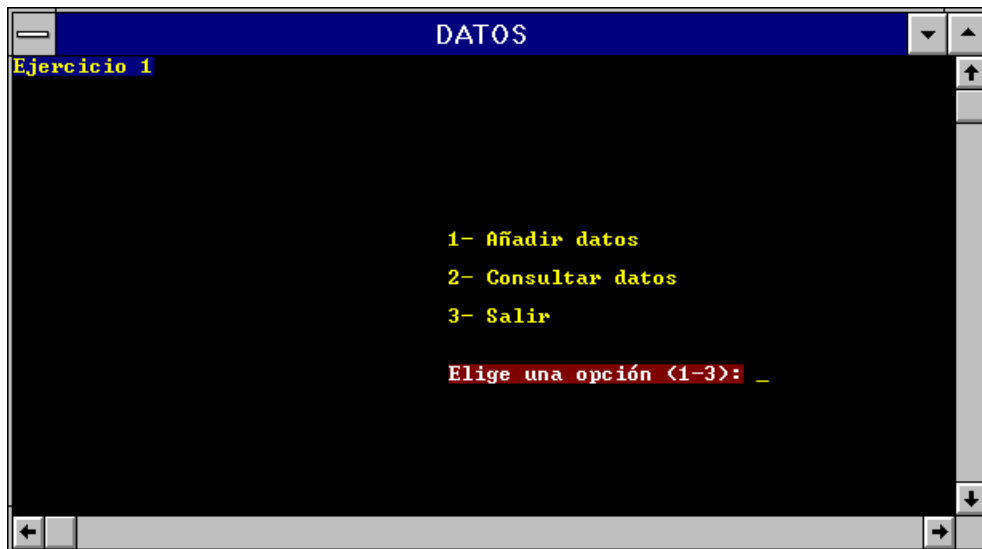 DATOS
Ejercicio 1
1- Añadir datos
2- Consultar datos
3- Salir
Elige una opción (1-3): _